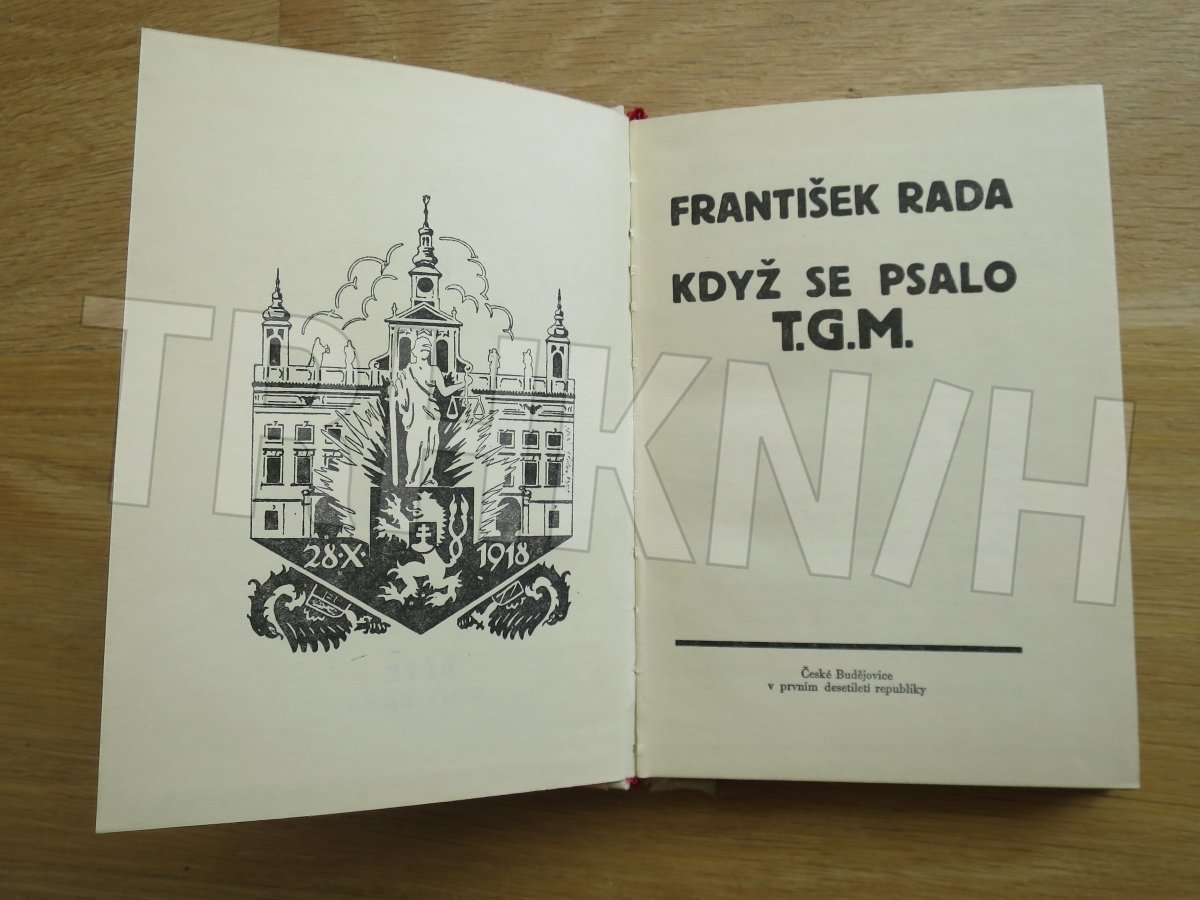 28·X·1918
FRANTIŠEK RADA
KDYŽ SE PSALO
T.G.M.
České Budějovice
v prvním desetiletí republiky